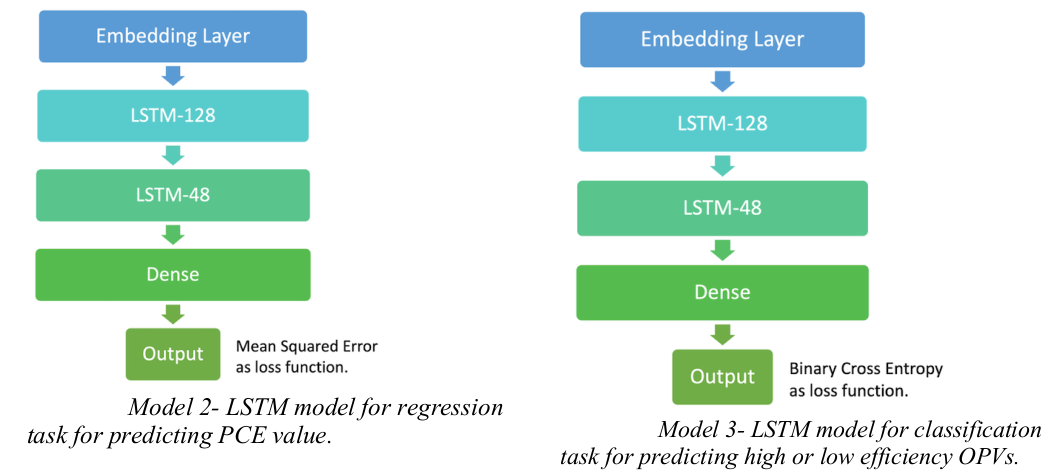 Embedding Layer
LSTM-128
LSTM-48
Dense
Output
Mean Squared Error
as loss function.
Model 2- LSTM model for regression
task for predicting PCE value.
Embedding Layer
LSTM-128
LSTM-48
Dense
Output
Binary Cross Entropy
as loss function.
Model 3- LSTM model for classification
task for predicting high or low efficiency OPVs.